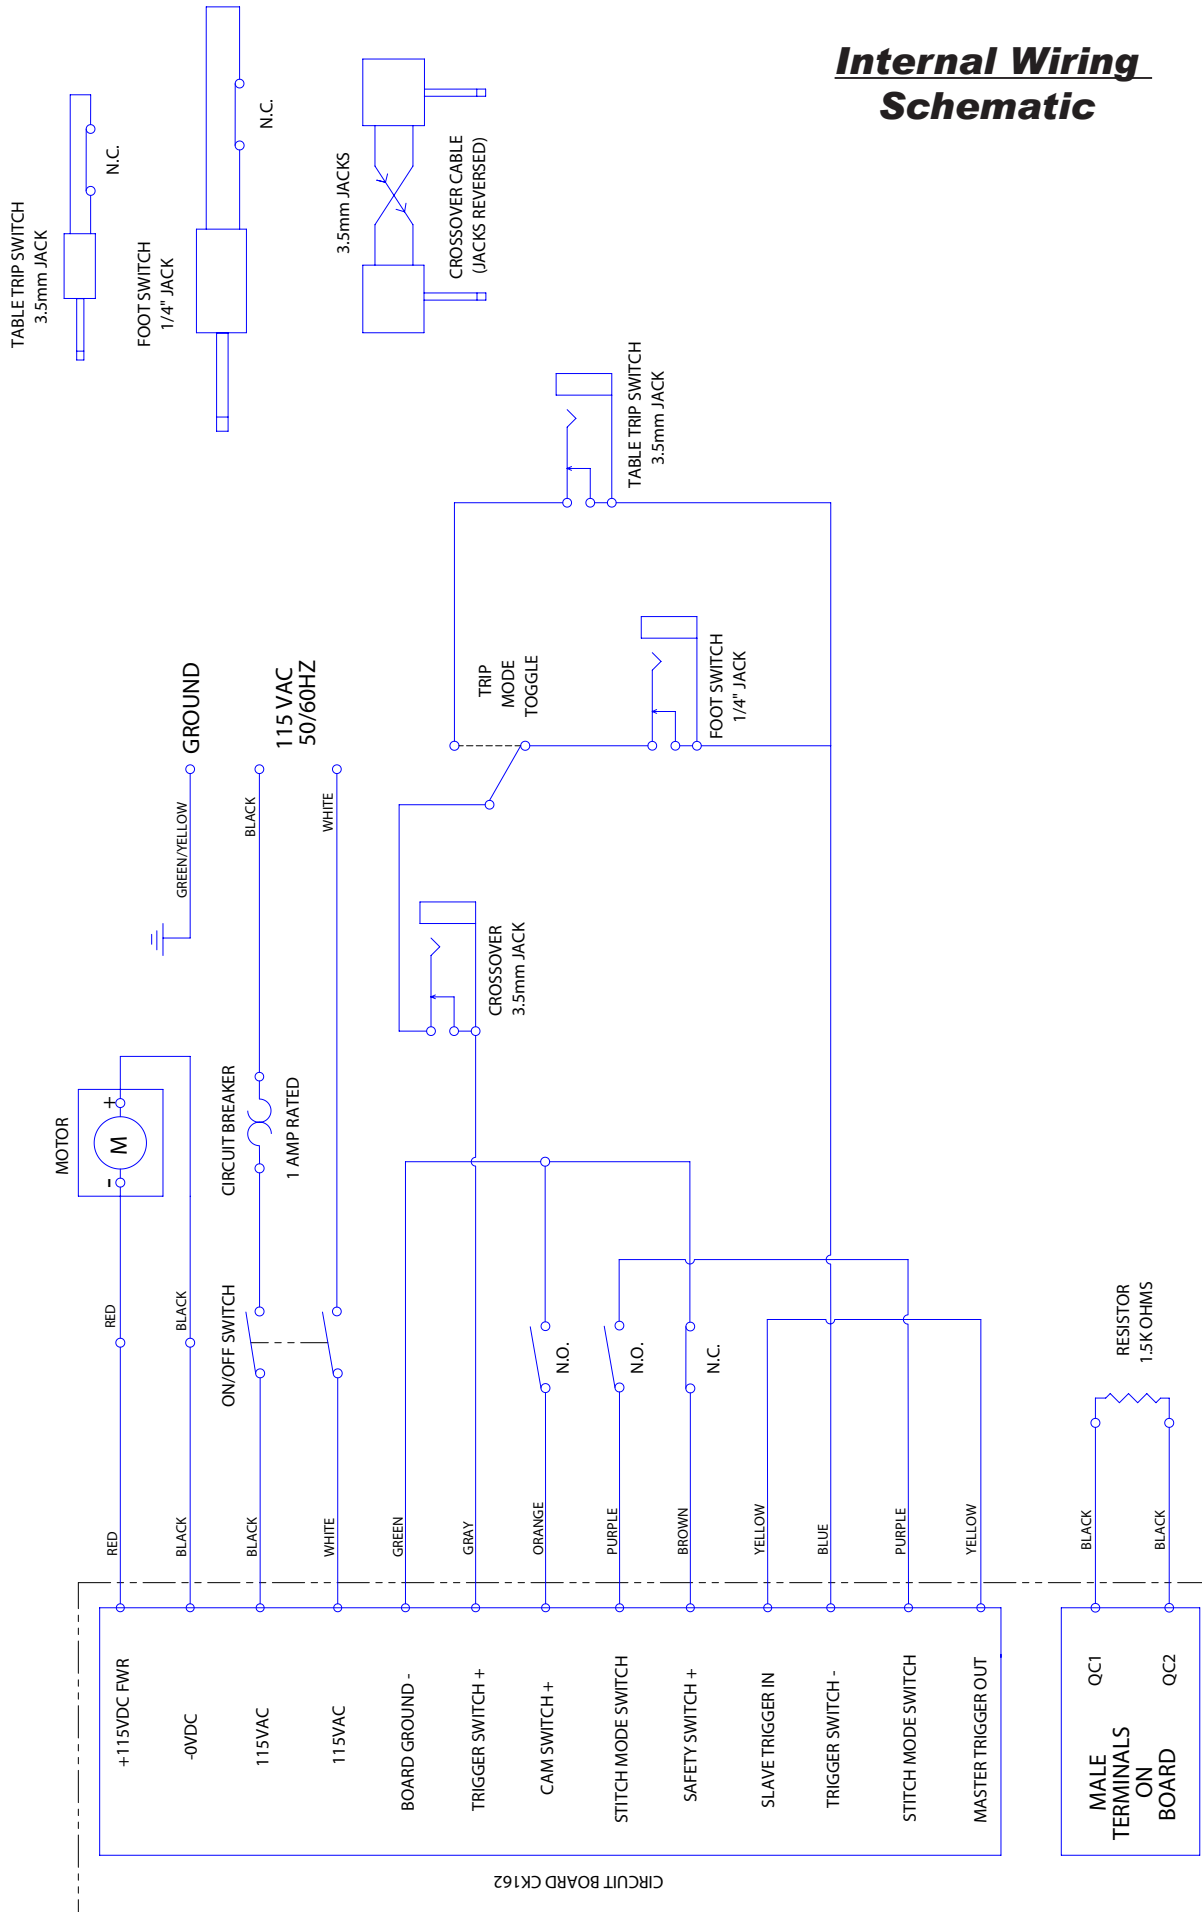 Internal Wiring
Schematic
TABLE TRIP SWITCH
3.5mm JACK
N.C.
FOOT SWITCH
1/4" JACK
N.C.
3.5mm JACKS
CROSSOVER CABLE
(JACKS REVERSED)
TABLE TRIP SWITCH
3.5mm JACK
TRIP
MODE
TOGGLE
FOOT SWITCH
1/4" JACK
GROUND
115 VAC
50/60HZ
GREEN/YELLOW
BLACK
WHITE
CROSSOVER
3.5mm JACK
MOTOR
+
M
-
CIRCUIT BREAKER
1 AMP RATED
RED
BLACK
ON/OFF SWITCH
N.O.
N.O.
N.C.
RESISTOR
1.5K OHMS
RED
BLACK
BLACK
WHITE
GREEN
GRAY
ORANGE
PURPLE
BROWN
YELLOW
BLUE
PURPLE
YELLOW
BLACK
BLACK
+115VDC FWR
-0VDC
115VAC
115VAC
BOARD GROUND -
TRIGGER SWITCH +
CAM SWITCH +
STITCH MODE SWITCH
SAFETY SWITCH +
SLAVE TRIGGER IN
TRIGGER SWITCH -
STITCH MODE SWITCH
MASTER TRIGGER OUT
QC1
QC2
MALE
TERMINALS
ON
BOARD
CIRCUIT BOARD CK162